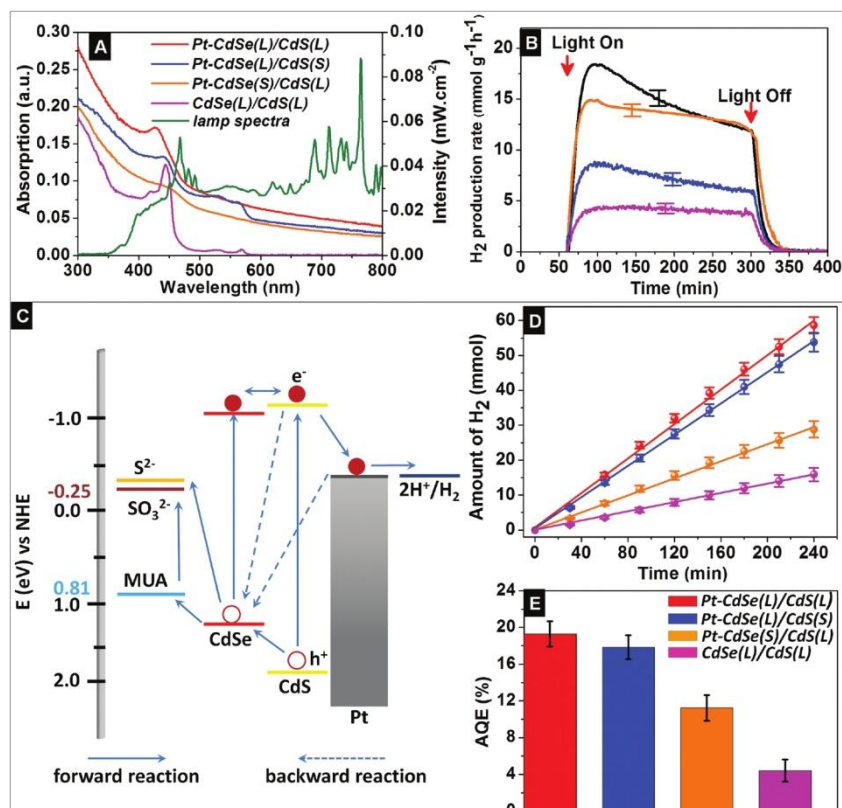 A
Pt-CdSe(L)/CdS(L)
Pt-CdSe(L)/CdS(S)
Pt-CdSe(S)/CdS(L)
CdSe(L)/CdS(L)
lamp spectra
Absorption (a.u.)
0.30
0.25
0.20
0.15
0.10
0.05
0.00
0.10
0.08
0.06
0.04
0.02
0.00
Intensity (mW.cm⁻²)
300 400 500 600 700 800
Wavelength (nm)
B
Light On
Light Off
H₂ production rate (mmol g⁻¹h⁻¹)
20
15
10
5
0
50 100 150 200 250 300 350 400
Time (min)
C
E (eV) vs NHE
-1.0
-0.25
0.0
0.81
1.0
2.0
S²⁻
SO₃²⁻
MUA
e⁻
2H⁺/H₂
CdSe
h⁺
CdS
Pt
forward reaction
backward reaction
D
Amount of H₂ (mmol)
60
50
40
30
20
10
0
0 30 60 90 120 150 180 210 240
Time (min)
E
Pt-CdSe(L)/CdS(L)
Pt-CdSe(L)/CdS(S)
Pt-CdSe(S)/CdS(L)
CdSe(L)/CdS(L)
AQE (%)
24
20
16
12
8
4
0